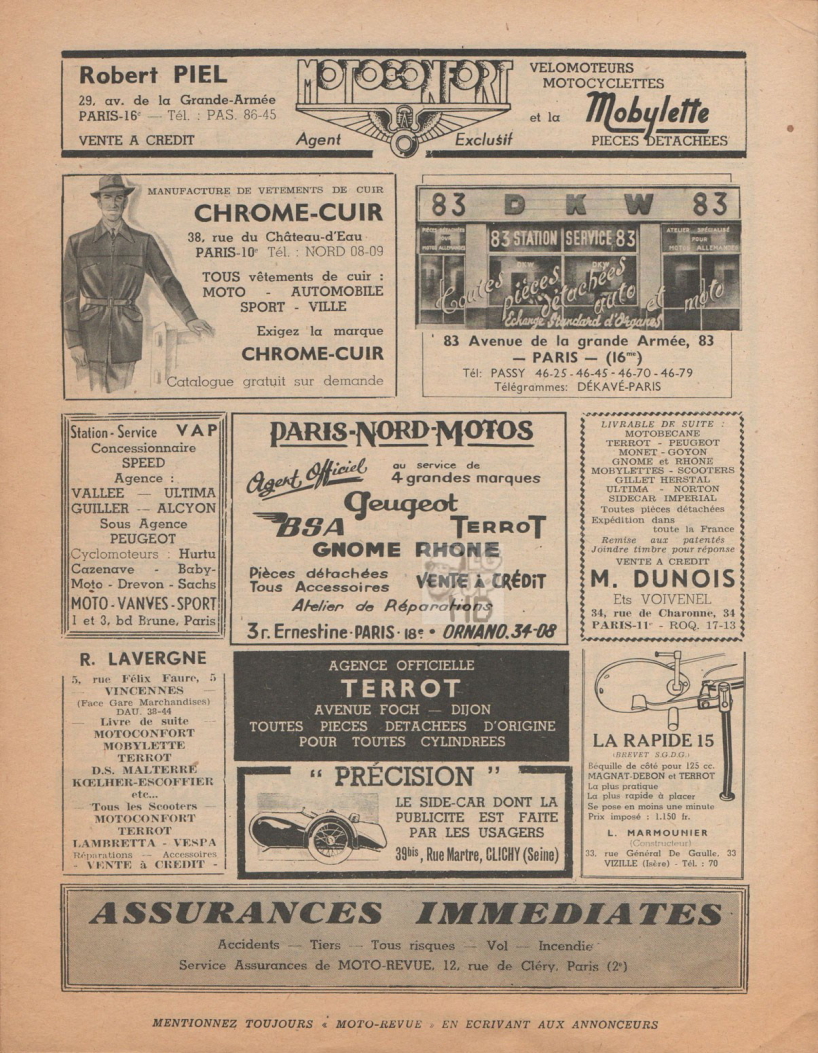 Robert PIEL
29, av. de la Grande-Armée
PARIS-16e — Tél. : PAS. 86-45
VENTE A CREDIT
MOTOCONFORT
Agent Exclusif
VELOMOTEURS
MOTOCYCLETTES
et la Mobylette
PIECES DETACHEES
MANUFACTURE DE VETEMENTS DE CUIR
CHROME-CUIR
38, rue du Château-d'Eau
PARIS-10e Tél. : NORD 08-09
TOUS vêtements de cuir :
MOTO - AUTOMOBILE
SPORT - VILLE
Exigez la marque
CHROME-CUIR
Catalogue gratuit sur demande
83 DKW 83
PIÈCES DÉTACHÉES
POUR
MOTOS ALLEMANDES
83 STATION SERVICE 83
ATELIER SPÉCIALISÉ
POUR
MOTOS ALLEMANDES
DKW DKW
Toutes pièces détachées auto et moto
Echange Standard d'Organes
83 Avenue de la grande Armée, 83
— PARIS — (16me)
Tél: PASSY 46-25 - 46-45 - 46-70 - 46-79
Télégrammes: DÉKAVÉ-PARIS
Station-Service VAP
Concessionnaire
SPEED
Agence :
VALLEE — ULTIMA
GUILLER — ALCYON
Sous Agence
PEUGEOT
Cyclomoteurs : Hurtu
Cazenave - Baby-
Moto - Drevon - Sachs
MOTO-VANVES-SPORT
1 et 3, bd Brune, Paris
PARIS-NORD-MOTOS
Agent Officiel
au service de
4 grandes marques
Peugeot
BSA TERROT
GNOME RHONE
Pièces détachées
Tous Accessoires
VENTE À CRÉDIT
Atelier de Réparations
3 r. Ernestine-PARIS-18e • ORNANO.34-08
LIVRABLE DE SUITE :
MOTOBECANE
TERROT - PEUGEOT
MONET - GOYON
GNOME et RHONE
MOBYLETTES - SCOOTERS
GILLET HERSTAL
ULTIMA - NORTON
SIDECAR IMPERIAL
Toutes pièces détachées
Expédition dans
toute la France
Remise aux patentés
Joindre timbre pour réponse
VENTE A CREDIT
M. DUNOIS
Ets VOIVENEL
34, rue de Charonne, 34
PARIS-11e - ROQ. 17-13
R. LAVERGNE
5, rue Félix Faure, 5
VINCENNES
(Face Gare Marchandises)
DAU. 38-44
Livre de suite
MOTOCONFORT
MOBYLETTE
TERROT
D.S. MALTERRE
KŒLHER-ESCOFFIER
etc...
Tous les Scooters
MOTOCONFORT
TERROT
LAMBRETTA - VESPA
Réparations — Accessoires
- VENTE à CREDIT -
AGENCE OFFICIELLE
TERROT
AVENUE FOCH — DIJON
TOUTES PIECES DETACHEES D'ORIGINE
POUR TOUTES CYLINDREES
" PRÉCISION "
LE SIDE-CAR DONT LA
PUBLICITE EST FAITE
PAR LES USAGERS
39bis, Rue Martre, CLICHY (Seine)
LA RAPIDE 15
(BREVET S.G.D.G.)
Béquille de côté pour 125 cc.
MAGNAT-DEBON et TERROT
La plus pratique
La plus rapide à placer
Se pose en moins une minute
Prix imposé : 1.150 fr.
L. MARMOUNIER
(Constructeur)
33, rue Général De Gaulle, 33
VIZILLE (Isère) - Tél. : 70
ASSURANCES IMMEDIATES
Accidents — Tiers — Tous risques — Vol — Incendie
Service Assurances de MOTO-REVUE, 12, rue de Cléry, Paris (2e)
MENTIONNEZ TOUJOURS « MOTO-REVUE » EN ECRIVANT AUX ANNONCEURS